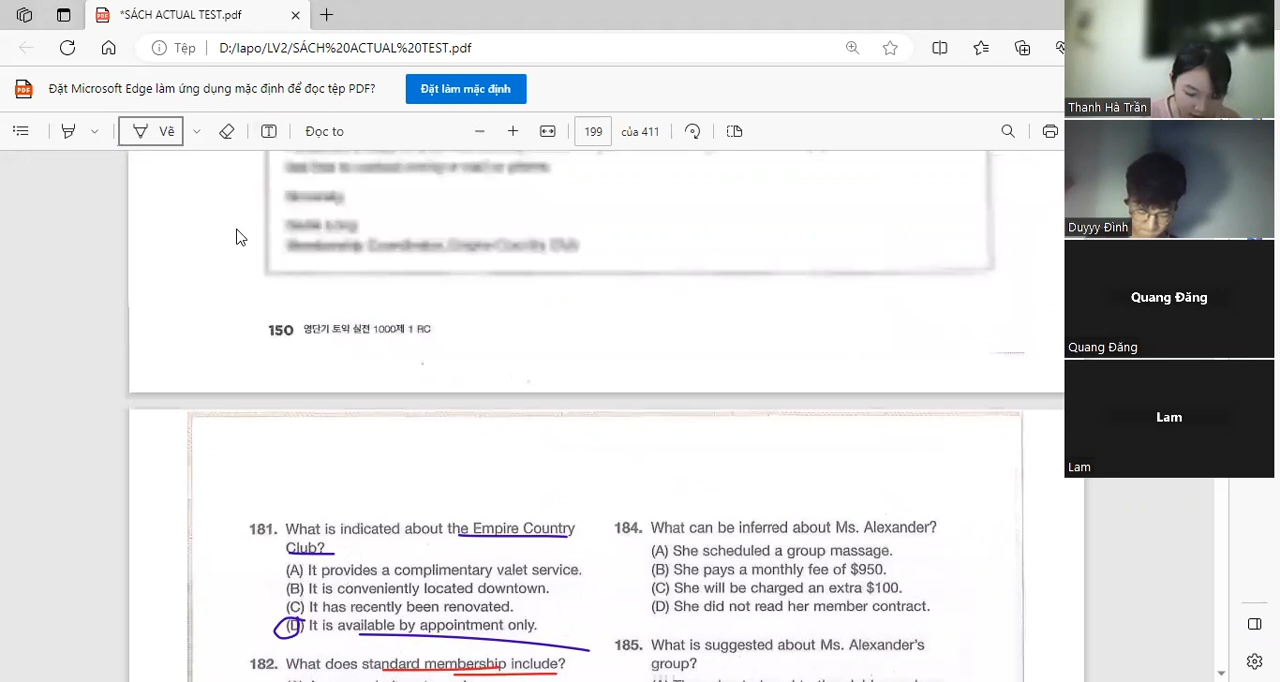 *SÁCH ACTUAL TEST.pdf
Tệp
D:/lapo/LV2/SÁCH%20ACTUAL%20TEST.pdf
Đặt Microsoft Edge làm ứng dụng mặc định để đọc tệp PDF?
Đặt làm mặc định
Vẽ
Đọc to
199
của 411
150 명단기 토익 실전 1000제 1 RC
181. What is indicated about the Empire Country
Club?
(A) It provides a complimentary valet service.
(B) It is conveniently located downtown.
(C) It has recently been renovated.
(D) It is available by appointment only.
182. What does standard membership include?
184. What can be inferred about Ms. Alexander?
(A) She scheduled a group massage.
(B) She pays a monthly fee of $950.
(C) She will be charged an extra $100.
(D) She did not read her member contract.
185. What is suggested about Ms. Alexander's
group?
Thanh Hà Trần
Duyyy Đình
Quang Đăng
Quang Đăng
Lam
Lam